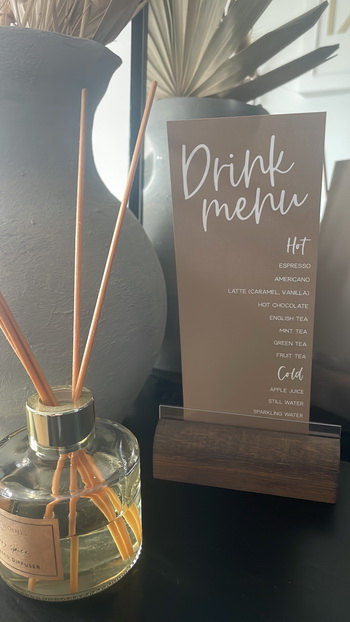 Drink
menu
Hot
ESPRESSO
AMERICANO
LATTE (CARAMEL, VANILLA)
HOT CHOCOLATE
ENGLISH TEA
MINT TEA
GREEN TEA
FRUIT TEA
Cold
APPLE JUICE
STILL WATER
SPARKLING WATER
DIFFUSER